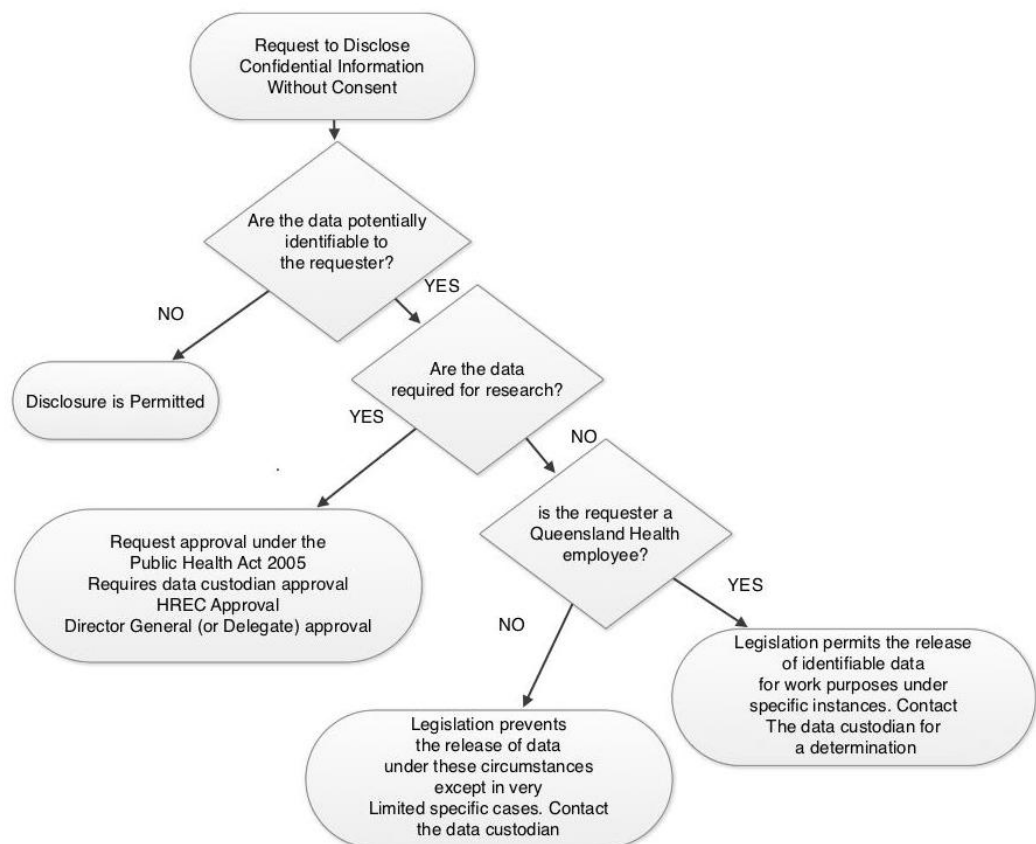 Request to Disclose
Confidential Information
Without Consent
Are the data potentially
identifiable to
the requester?
NO
YES
Disclosure is Permitted
Are the data
required for research?
YES
NO
Request approval under the
Public Health Act 2005
Requires data custodian approval
HREC Approval
Director General (or Delegate) approval
is the requester a
Queensland Health
employee?
NO
YES
Legislation prevents
the release of data
under these circumstances
except in very
Limited specific cases. Contact
the data custodian
Legislation permits the release
of identifiable data
for work purposes under
specific instances. Contact
The data custodian for
a determination